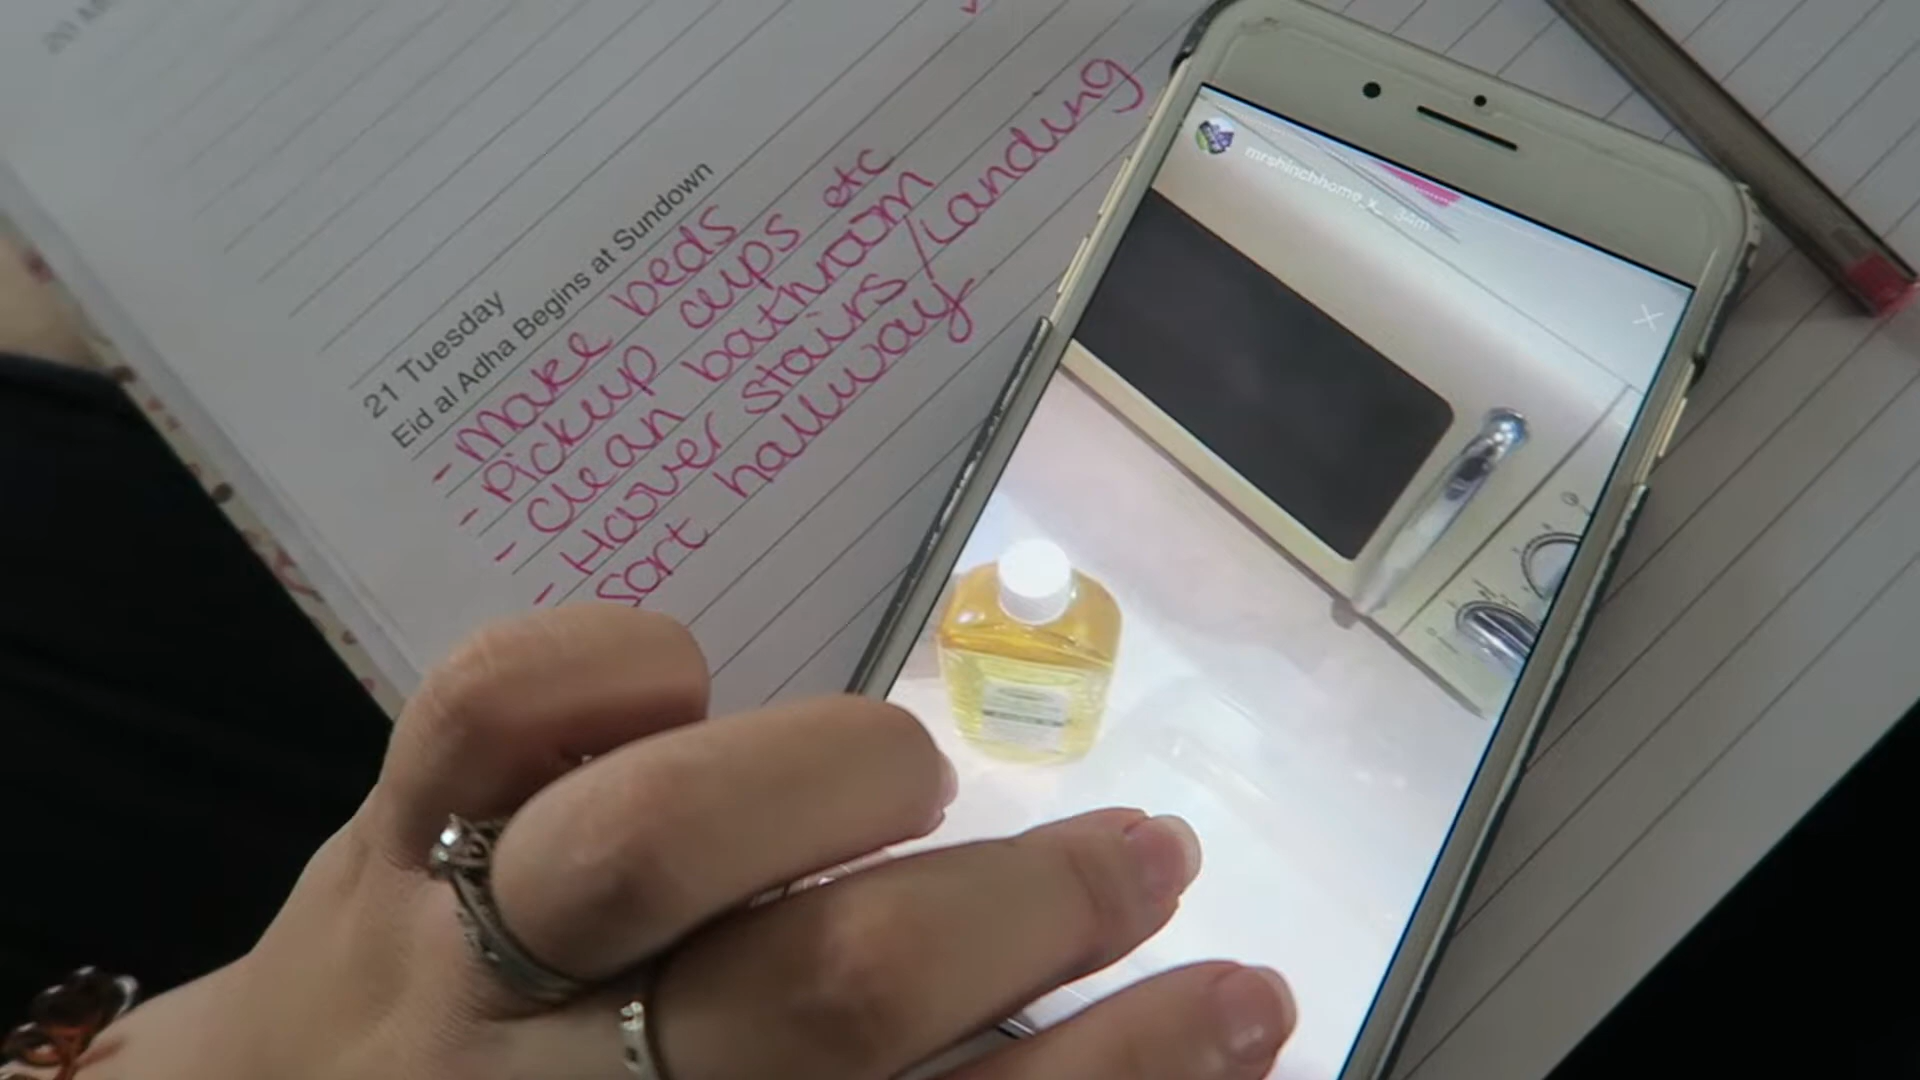 21 Tuesday
Eid al Adha Begins at Sundown
- Make beds
- Pickup cups etc
- Clean bathroom
- Hoover stairs/Landing
- Sort hallway
mrshinchhome_x_ 34m